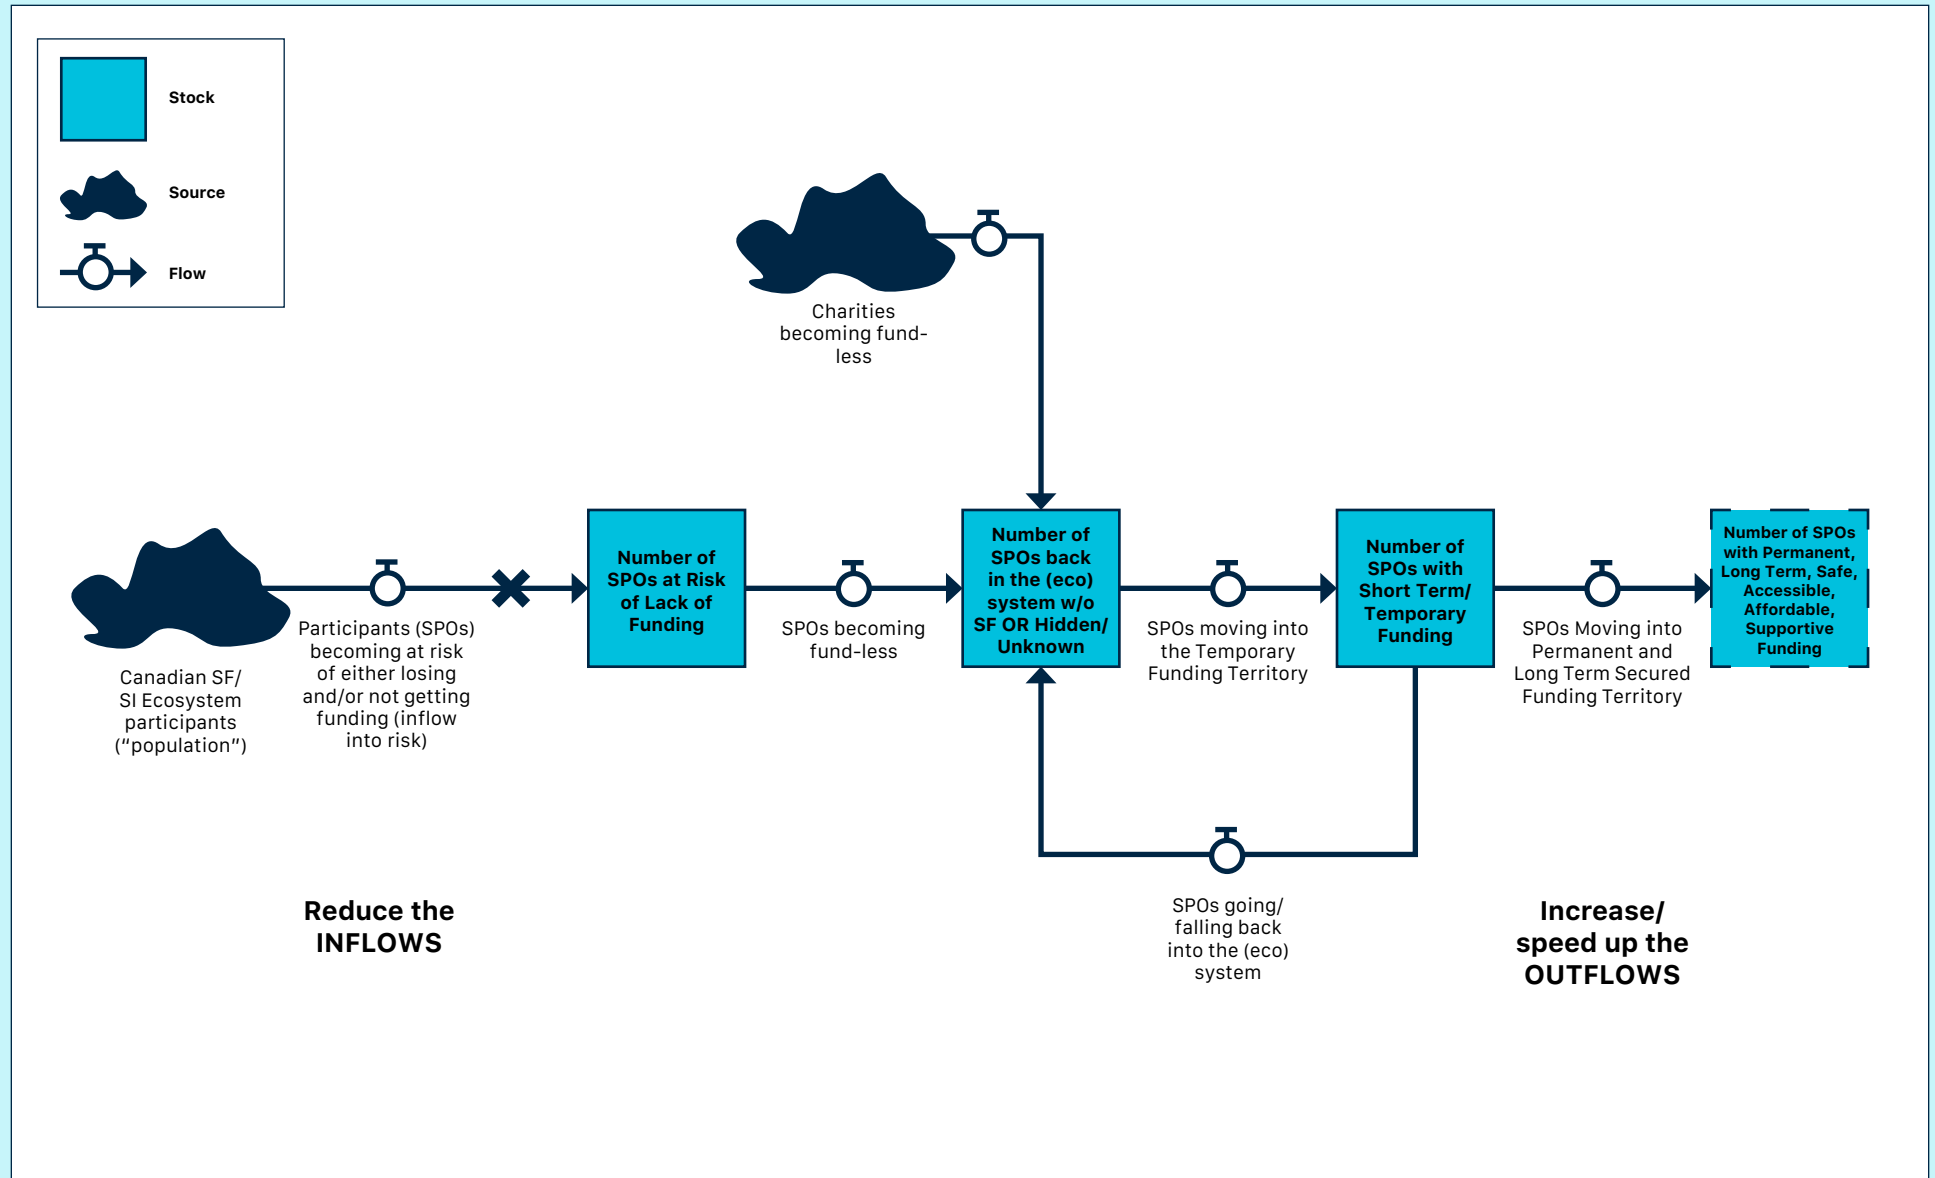 Stock
Source
Flow
Charities
becoming fund-
less
Number of
SPOs at Risk
of Lack of
Funding
Number of
SPOs back
in the (eco)
system w/o
SF OR Hidden/
Unknown
Number of
SPOs with
Short Term/
Temporary
Funding
Number of SPOs
with Permanent,
Long Term, Safe,
Accessible,
Affordable,
Supportive
Funding
Canadian SF/
SI Ecosystem
participants
(“population”)
Participants (SPOs)
becoming at risk
of either losing
and/or not getting
funding (inflow
into risk)
SPOs becoming
fund-less
SPOs moving into
the Temporary
Funding Territory
SPOs Moving into
Permanent and
Long Term Secured
Funding Territory
Reduce the
INFLOWS
SPOs going/
falling back
into the (eco)
system
Increase/
speed up the
OUTFLOWS